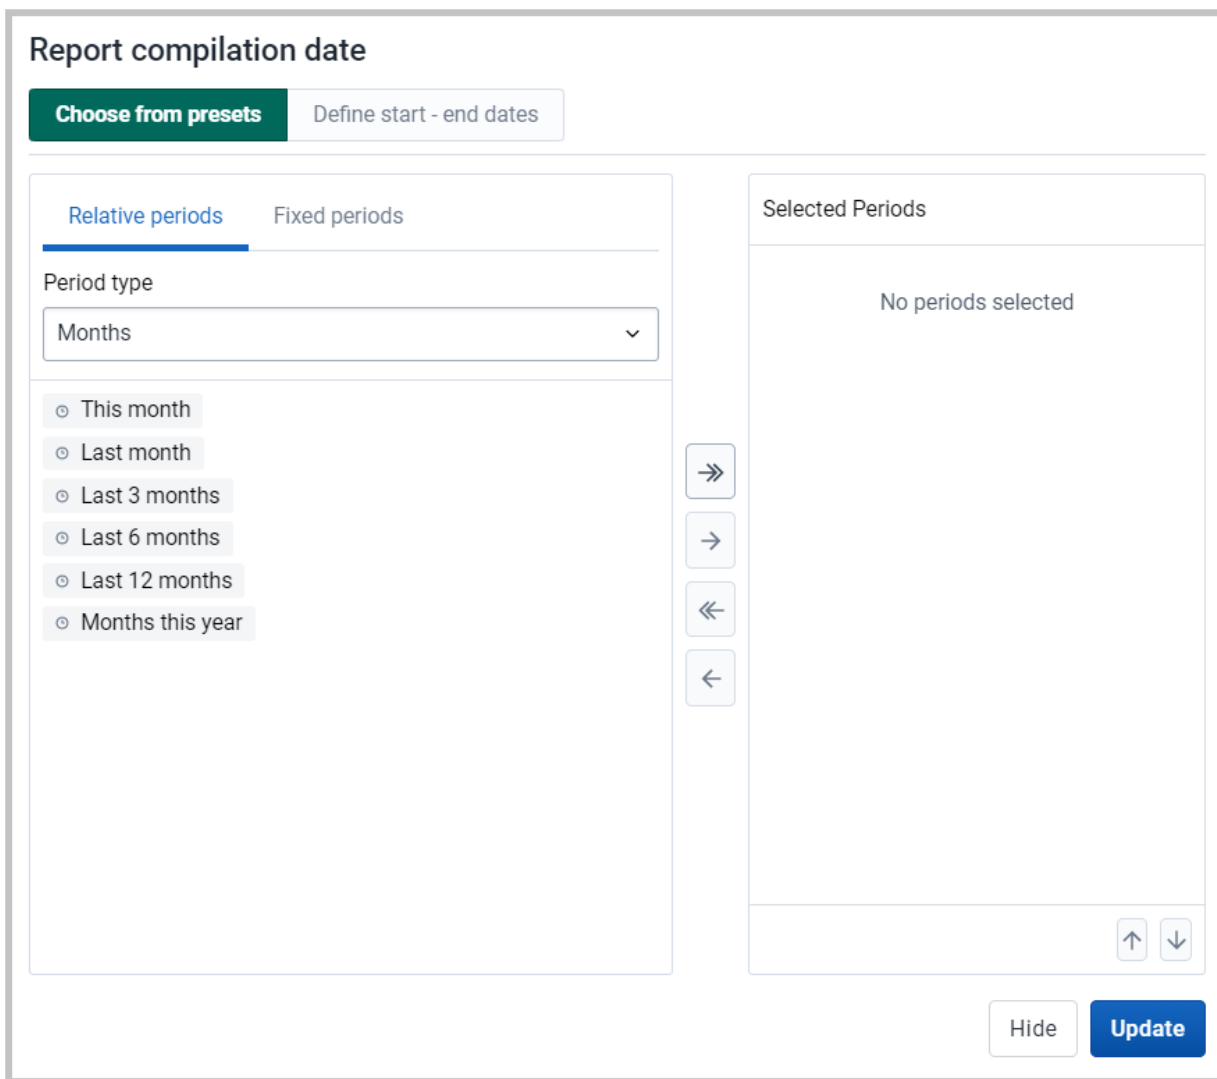 Report compilation date
Choose from presets
Define start - end dates
Relative periods
Fixed periods
Period type
Months
This month
Last month
Last 3 months
Last 6 months
Last 12 months
Months this year
Selected Periods
No periods selected
Hide
Update